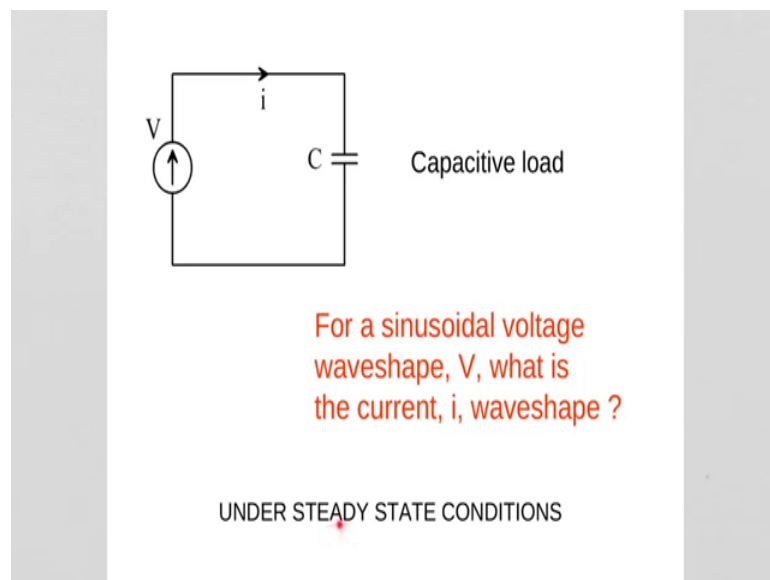 V
i
C
Capacitive load
For a sinusoidal voltage
waveshape, V, what is
the current, i, waveshape ?
UNDER STEADY STATE CONDITIONS